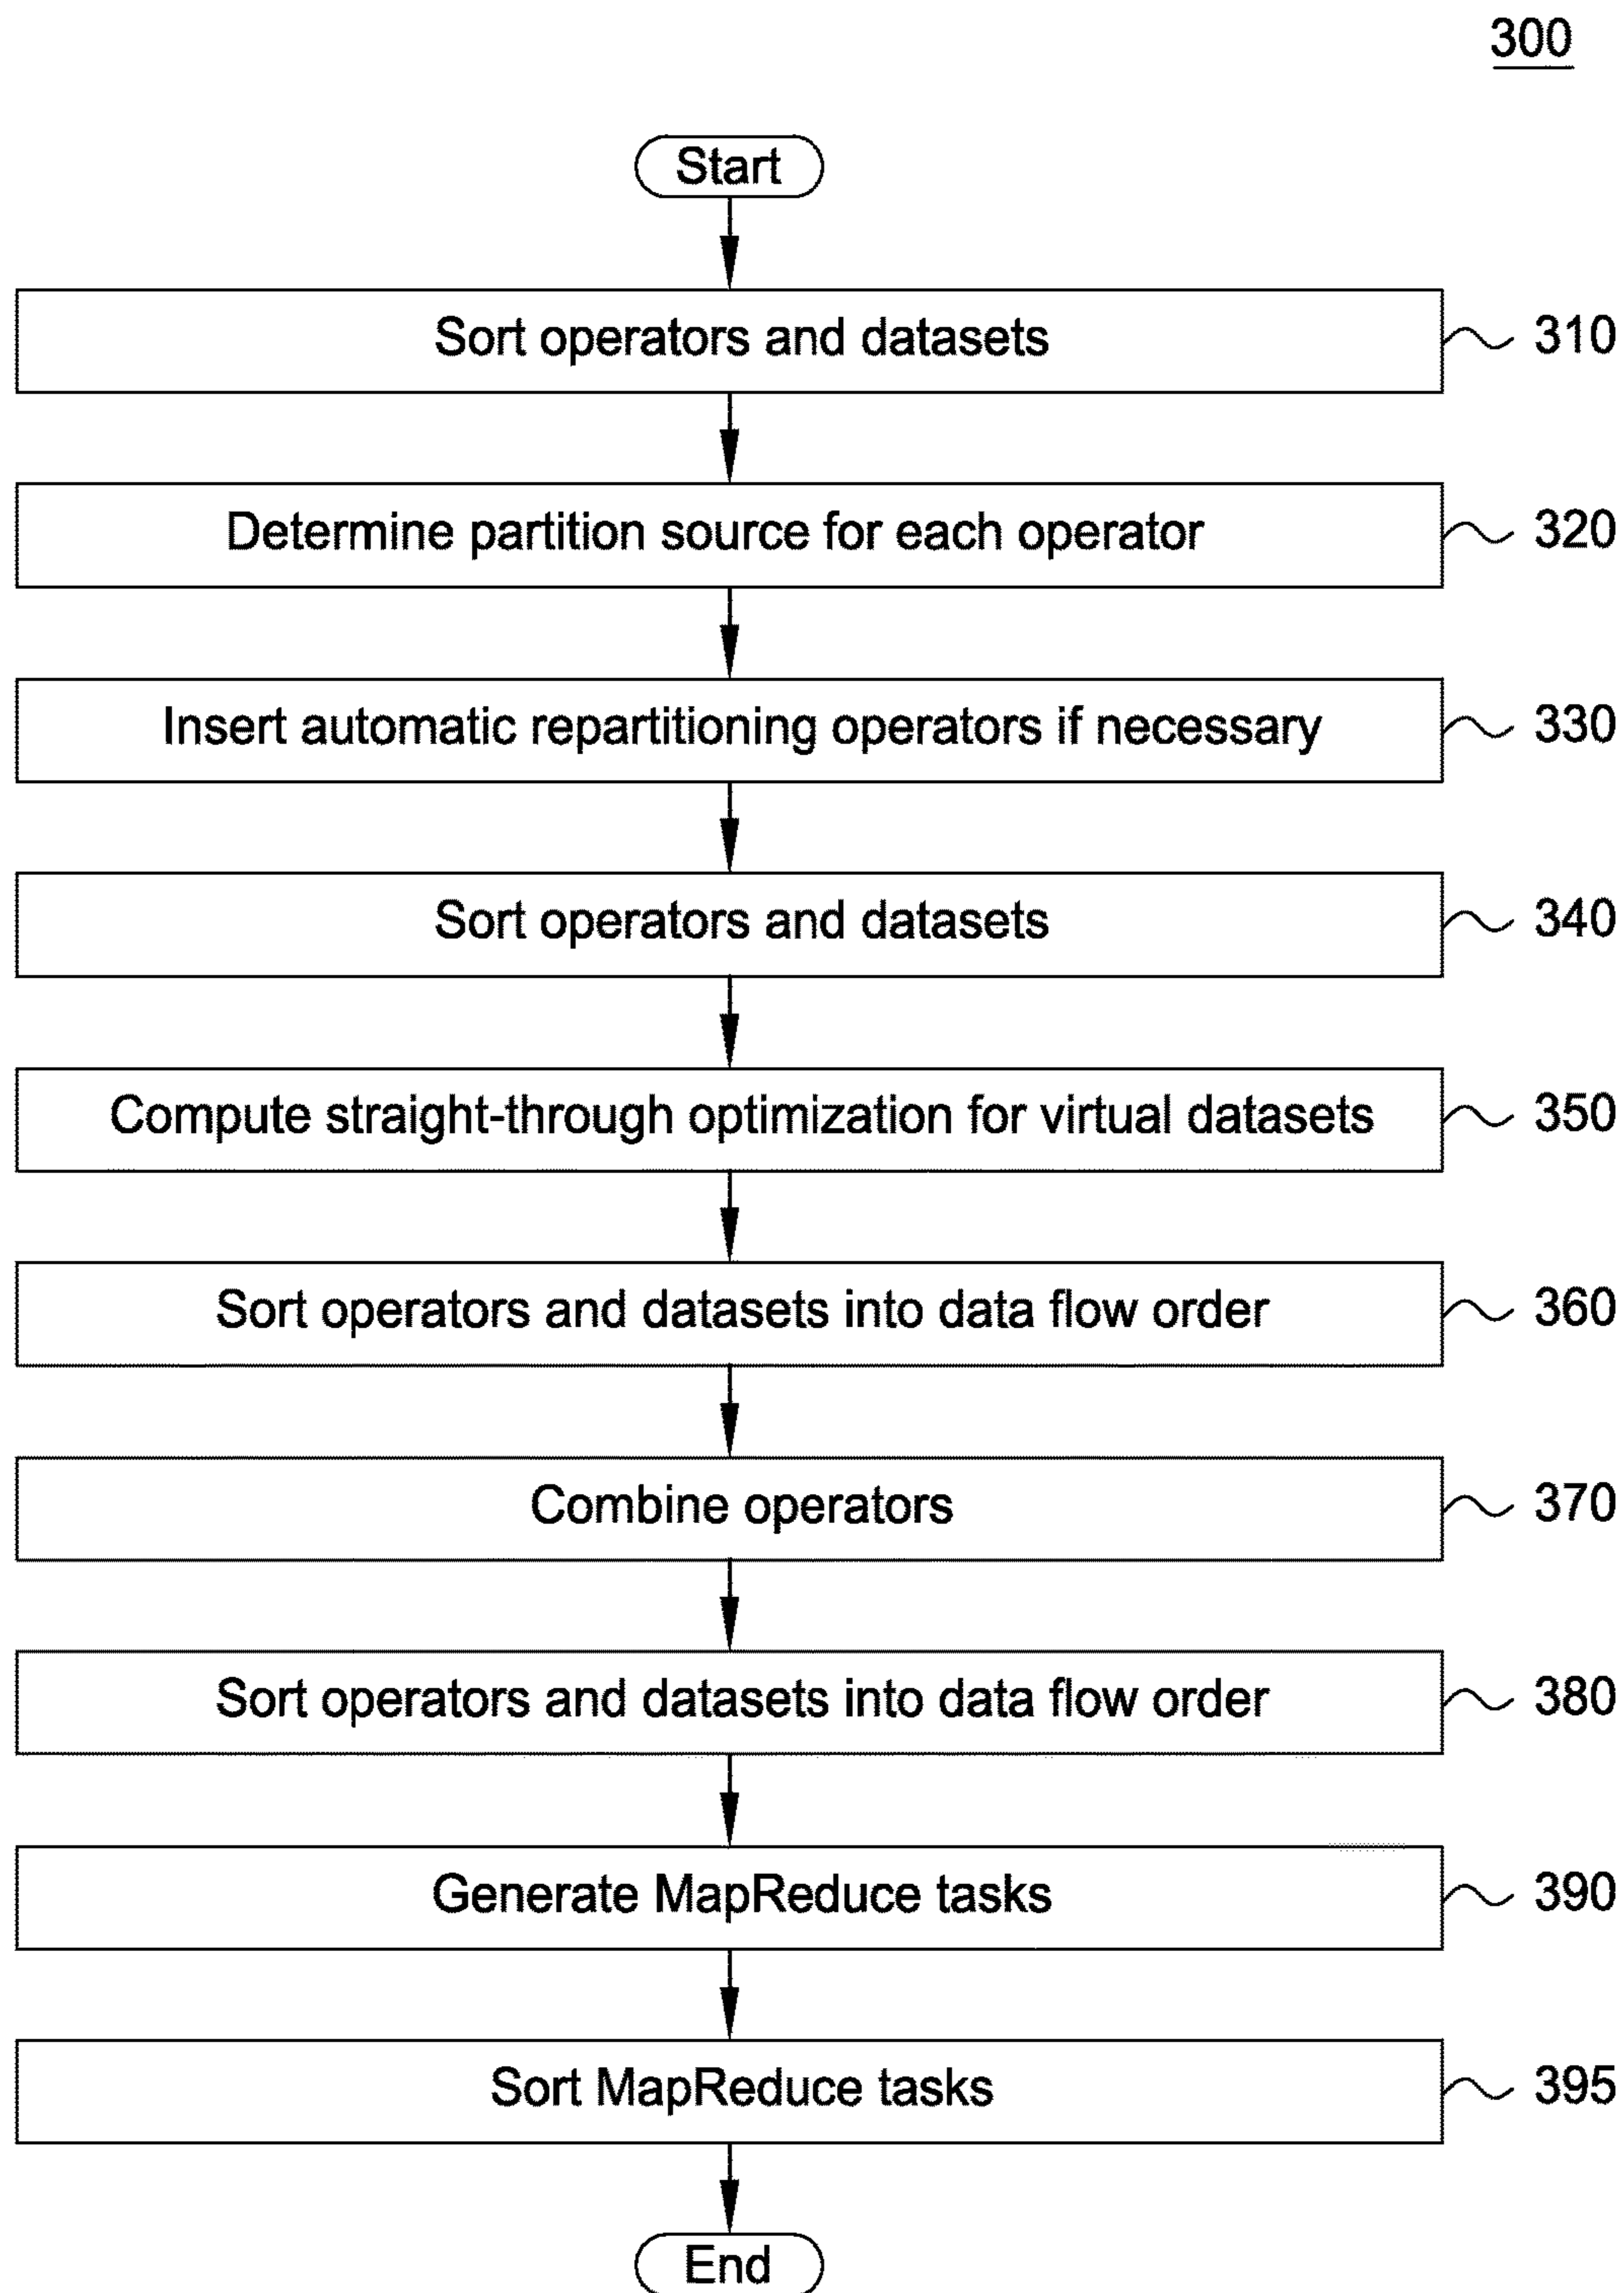 300
Start
Sort operators and datasets
310
Determine partition source for each operator
320
Insert automatic repartitioning operators if necessary
330
Sort operators and datasets
340
Compute straight-through optimization for virtual datasets
350
Sort operators and datasets into data flow order
360
Combine operators
370
Sort operators and datasets into data flow order
380
Generate MapReduce tasks
390
Sort MapReduce tasks
395
End